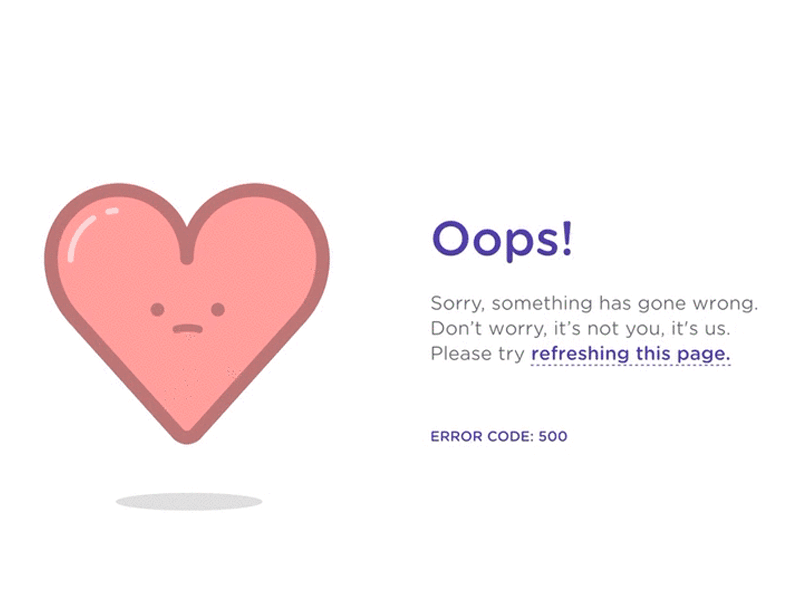 Oops!
Sorry, something has gone wrong.
Don't worry, it's not you, it's us.
Please try refreshing this page.
ERROR CODE: 500